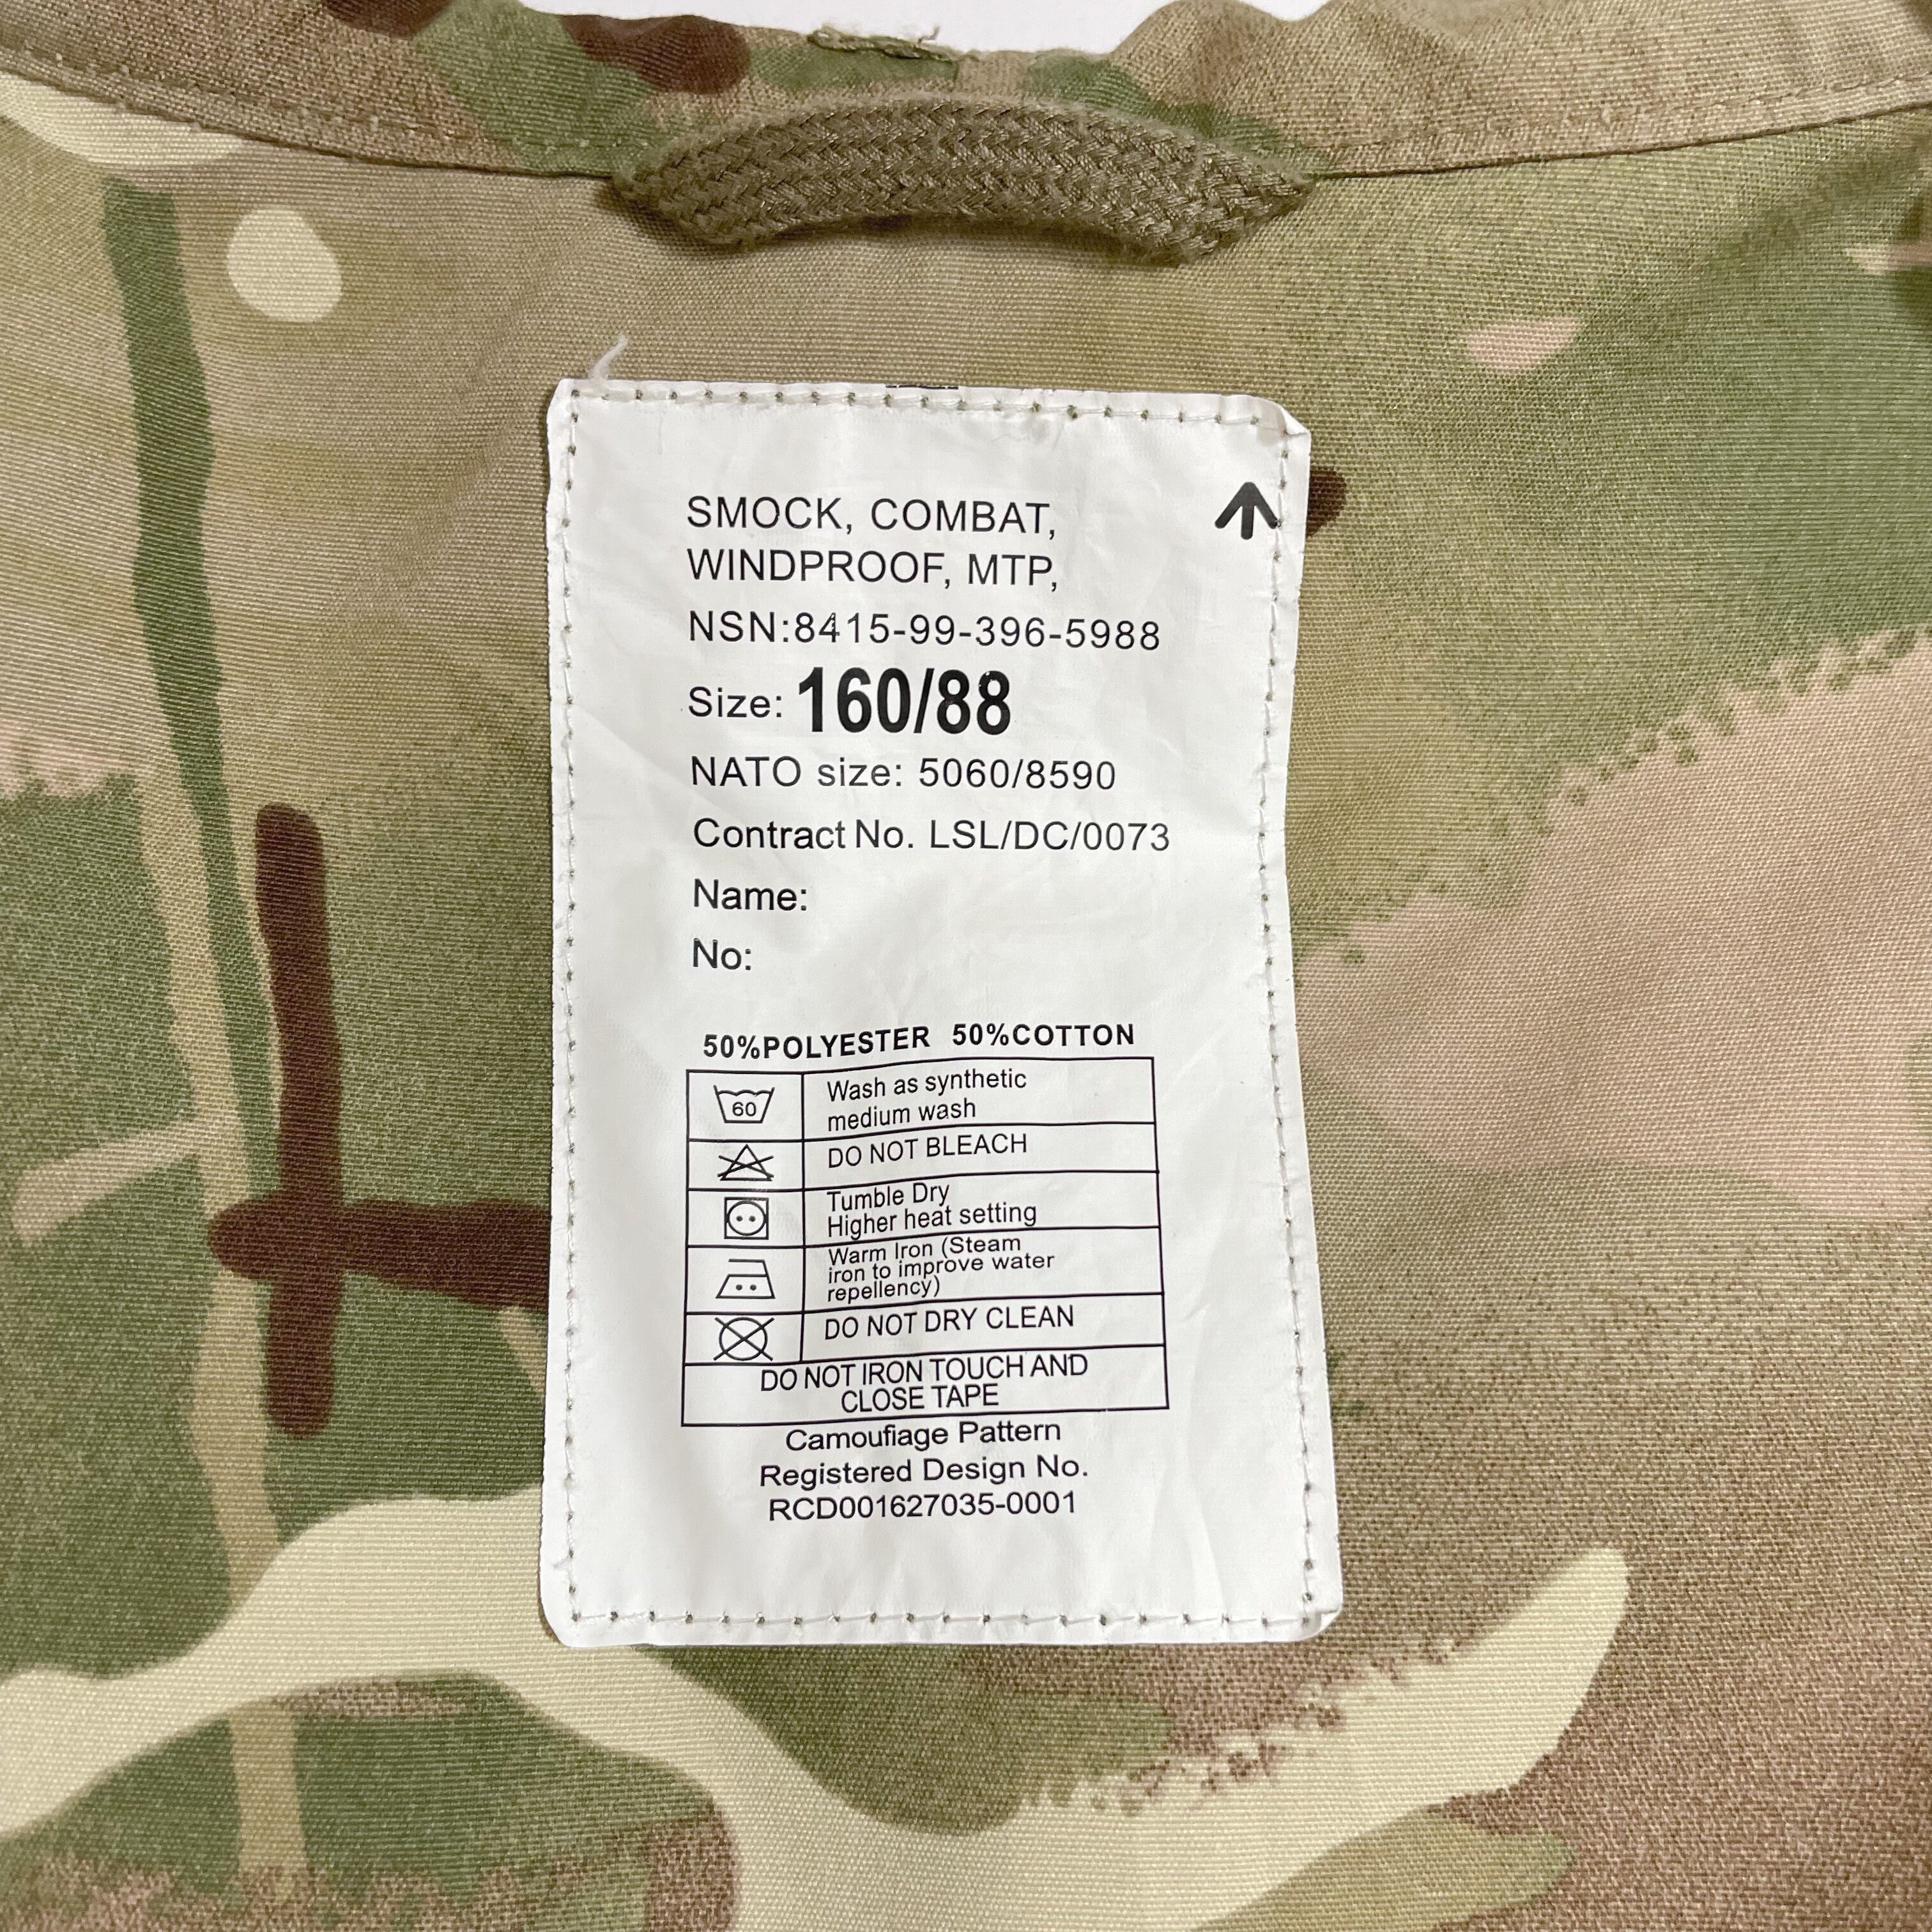 SMOCK, COMBAT,
WINDPROOF, MTP,
NSN:8415-99-396-5988
Size: 160/88
NATO size: 5060/8590
Contract No. LSL/DC/0073
Name:
No:
50%POLYESTER 50%COTTON
60
Wash as synthetic
medium wash
DO NOT BLEACH
Tumble Dry
Higher heat setting
Warm Iron (Steam
iron to improve water
repellency)
DO NOT DRY CLEAN
DO NOT IRON TOUCH AND
CLOSE TAPE
Camoufiage Pattern
Registered Design No.
RCD001627035-0001